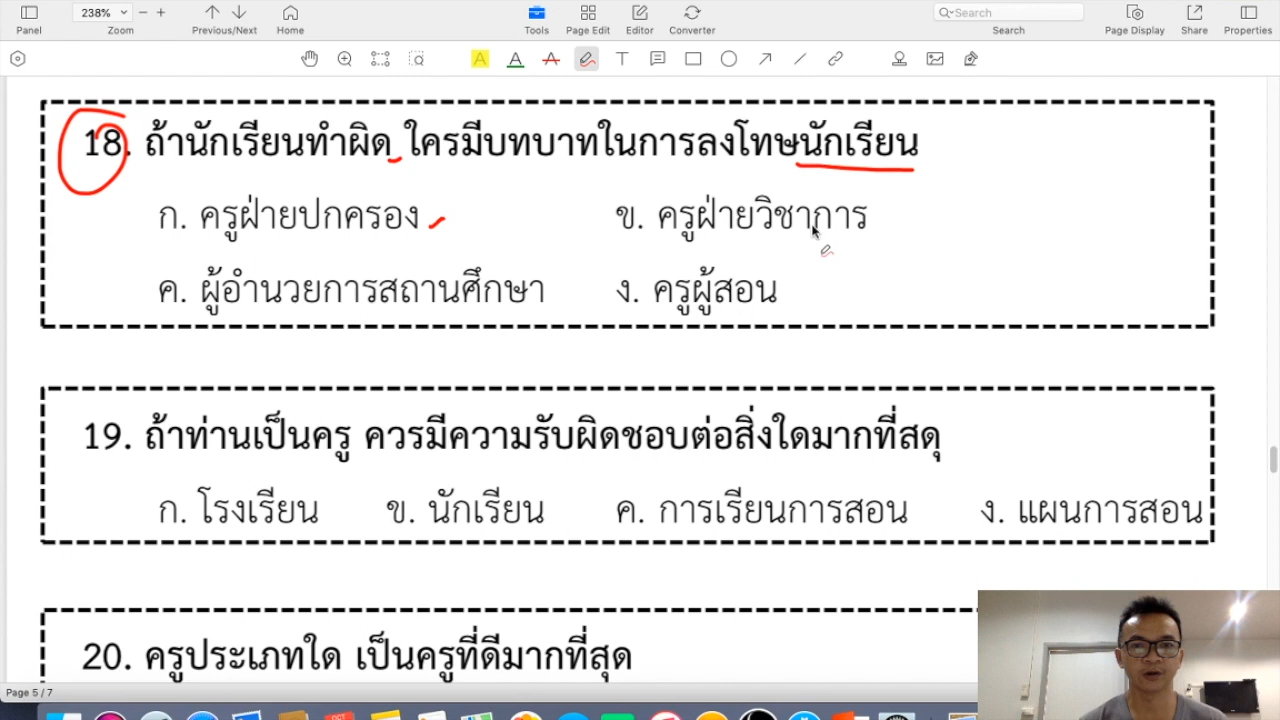 238%
Search
Panel
Zoom
Previous/Next
Home
Tools
Page Edit
Editor
Converter
Search
Page Display
Share
Properties
18. ถ้านักเรียนทำผิด ใครมีบทบาทในการลงโทษนักเรียน
ก. ครูฝ่ายปกครอง ข. ครูฝ่ายวิชาการ
ค. ผู้อำนวยการสถานศึกษา ง. ครูผู้สอน
19. ถ้าท่านเป็นครู ควรมีความรับผิดชอบต่อสิ่งใดมากที่สดุ
ก. โรงเรียน ข. นักเรียน ค. การเรียนการสอน ง. แผนการสอน
20. ครูประเภทใด เป็นครูที่ดีมากที่สุด
Page 5 / 7
OCT